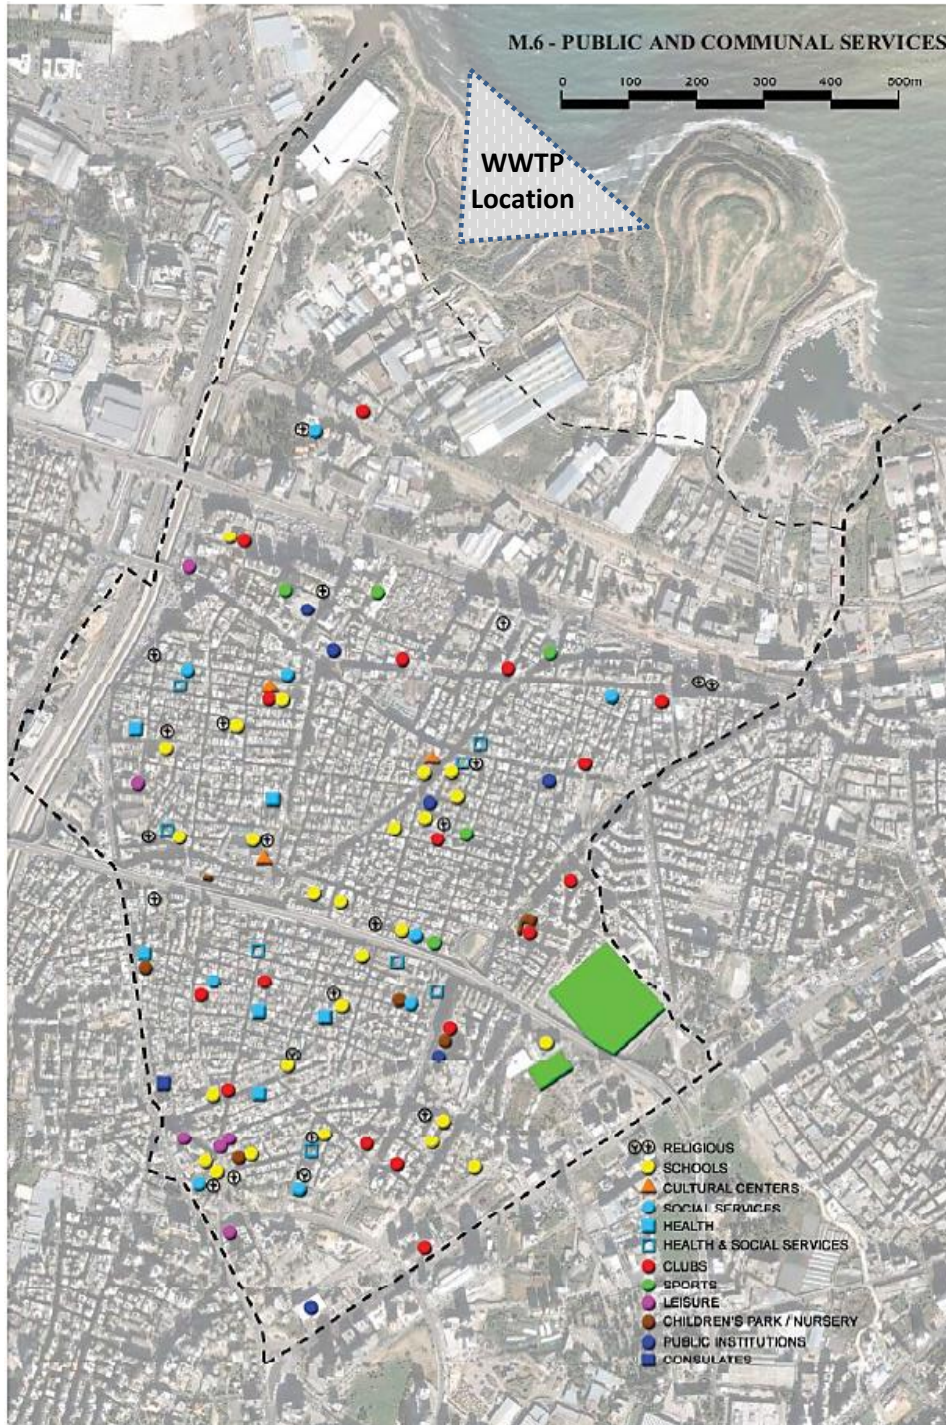 M.6 - PUBLIC AND COMMUNAL SERVICES
0 100 200 300 400 500m
WWTP
Location
RELIGIOUS
SCHOOLS
CULTURAL CENTERS
SOCIAL SERVICES
HEALTH
HEALTH & SOCIAL SERVICES
CLUBS
SPORTS
LEISURE
CHILDREN'S PARK / NURSERY
PUBLIC INSTITUTIONS
CONSULATES